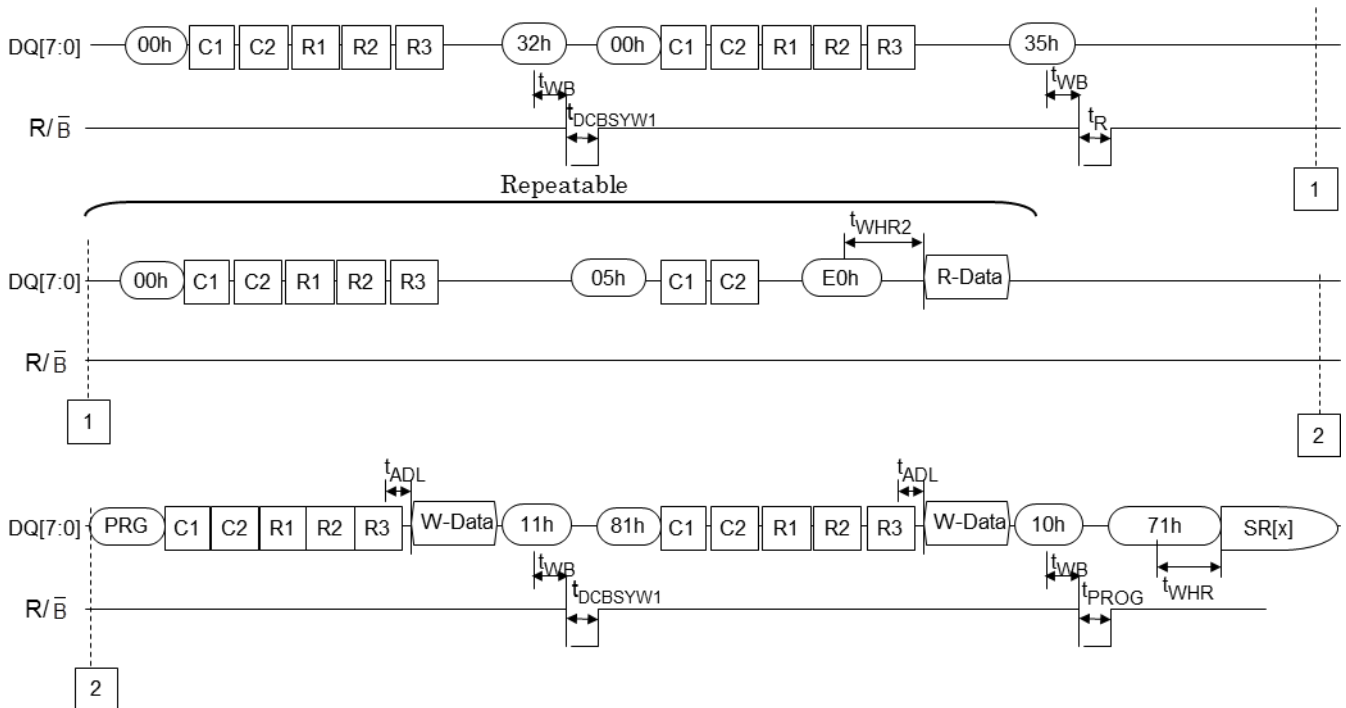 DQ[7:0] 00h C1 C2 R1 R2 R3 32h 00h C1 C2 R1 R2 R3 35h
tWB tWB
R/B̅ tDCBSYW1 tR
1
Repeatable
tWHR2
DQ[7:0] 00h C1 C2 R1 R2 R3 05h C1 C2 E0h R-Data
R/B̅
1
2
tADL tADL
DQ[7:0] PRG C1 C2 R1 R2 R3 W-Data 11h 81h C1 C2 R1 R2 R3 W-Data 10h 71h SR[x]
tWB tWB
R/B̅ tDCBSYW1 tPROG tWHR
2